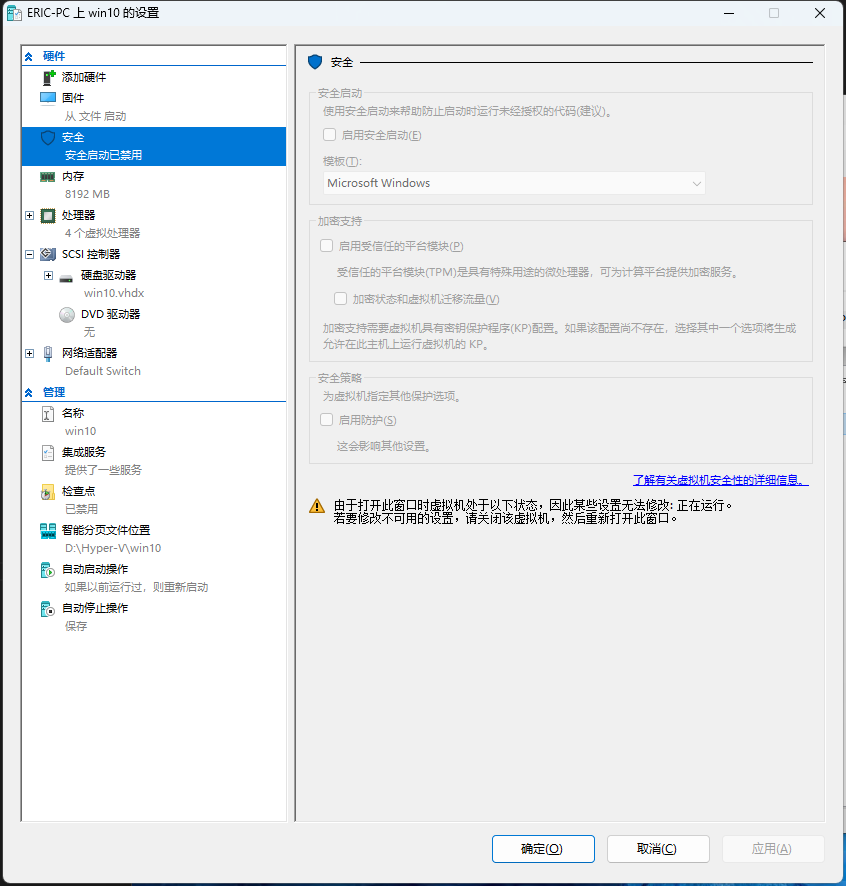 ERIC-PC 上 win10 的设置
硬件
添加硬件
固件
从 文件 启动
安全
安全启动已禁用
内存
8192 MB
处理器
4 个虚拟处理器
SCSI 控制器
硬盘驱动器
win10.vhdx
DVD 驱动器
无
网络适配器
Default Switch
管理
名称
win10
集成服务
提供了一些服务
检查点
已禁用
智能分页文件位置
D:\Hyper-V\win10
自动启动操作
如果以前运行过，则重新启动
自动停止操作
保存
安全
安全启动
使用安全启动来帮助防止启动时运行未经授权的代码(建议)。
启用安全启动(E)
模板(T):
Microsoft Windows
加密支持
启用受信任的平台模块(P)
受信任的平台模块(TPM)是具有特殊用途的微处理器，可为计算平台提供加密服务。
加密状态和虚拟机迁移流量(V)
加密支持需要虚拟机具有密钥保护程序(KP)配置。如果该配置尚不存在，选择其中一个选项将生成
允许在此主机上运行虚拟机的 KP。
安全策略
为虚拟机指定其他保护选项。
启用防护(S)
这会影响其他设置。
了解有关虚拟机安全性的详细信息。
由于打开此窗口时虚拟机处于以下状态，因此某些设置无法修改: 正在运行。
若要修改不可用的设置，请关闭该虚拟机，然后重新打开此窗口。
确定(O)
取消(C)
应用(A)